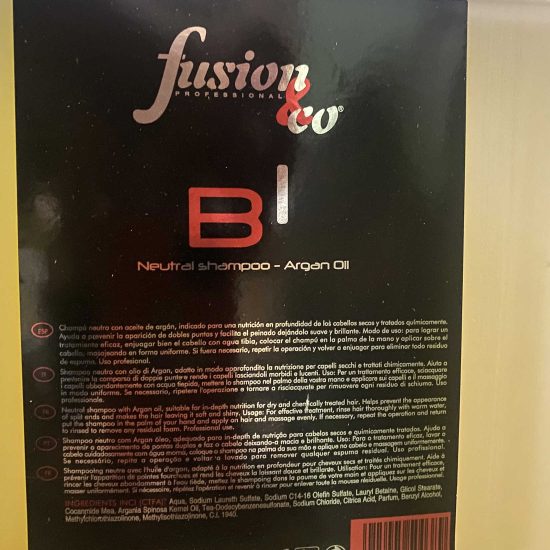 fusion
PROFESSIONAL
&co®
BI
Neutral shampoo - Argan Oil
ESP Champú neutro con aceite de argán, indicado para una nutrición en profundidad de los cabellos secos y tratados químicamente.
Ayuda a prevenir la aparición de dobles puntas y facilita el peinado dejándolo suave y brillante. Modo de uso: para lograr un
tratamiento eficaz, enjuagar bien el cabello con agua tibia, colocar el champú en la palma de la mano y aplicar sobre el
cabello, masajeando en forma uniforme. Si fuera necesario, repetir la operación y volver a enjuagar para eliminar todo residuo
de espuma. Uso profesional.
IT Shampoo neutro con olio di Argan, adatto in modo approfondito la nutrizione per capelli secchi e trattati chimicamente. Aiuta a
prevenire la comparsa di doppie punte e rende i capelli lasciandoli morbidi e lucenti. Use: Per un trattamento efficace, sciacquare
i capelli abbondantemente con acqua tiepida, mettere lo shampoo nel palmo della vostra mano e applicare sui capelli e il massaggio
in modo uniforme. Se necessario, ripetere l'operazione e tornare a risciacquare per rimuovere ogni residuo di schiuma. Uso
professionale.
Neutral shampoo with Argan oil, suitable for in-depth nutrition for dry and chemically treated hair. Helps prevent the appearance
of split ends and makes the hair leaving it soft and shiny. Usage: For effective treatment, rinse hair thoroughly with warm water,
put the shampoo in the palm of your hand and apply on hair and massage evenly. If necessary, repeat the operation and return
to rinsed to remove any residual foam. Professional use.
PT Shampoo neutro com Argan óleo, adequado para in-depth de nutrição para cabelos secos e quimicamente tratados. Ajuda a
prevenir o aparecimento de pontas duplas e faz o cabelo deixando-a macia e brilhante. Uso: Para o tratamento eficaz, lavar o
cabelo cuidadosamente com água morna, coloque o shampoo na palma da sua mão e aplique no cabelo e massagem uniformemente.
Se necessário, repita a operação e voltar a lavado para remover qualquer espuma residual. Uso profissional.
FR Shampooing neutre avec l'huile d'argan, adapté à la nutrition en profondeur pour cheveux secs et traités chimiquement. Aide à
prévenir l'apparition de pointes fourchues et rend les cheveux la laissant douce et brillante. Utilisation: Pour un traitement efficace,
rincer les cheveux abondamment à l'eau tiède, mettez le shampooing dans la paume de votre main et appliquez sur les cheveux et
masser uniformément. Si nécessaire, répétez l'opération et revenir à rincer pour enlever toute la mousse résiduelle. Usage professionnel.
INGREDIENTS INCI (CTFA): Aqua, Sodium Laureth Sulfate, Sodium C14-16 Olefin Sulfate, Lauryl Betaine, Glicol Stearate,
Cocanmide Mea, Argania Spinosa Kernel Oil, Tea-Dodecylbenzenesulfonate, Sodium Chloride, Citrica Acid, Parfum, Benzyl Alcohol,
Methylchlorothiazolinone, Methylisothiazolinone, C.I. 1940.